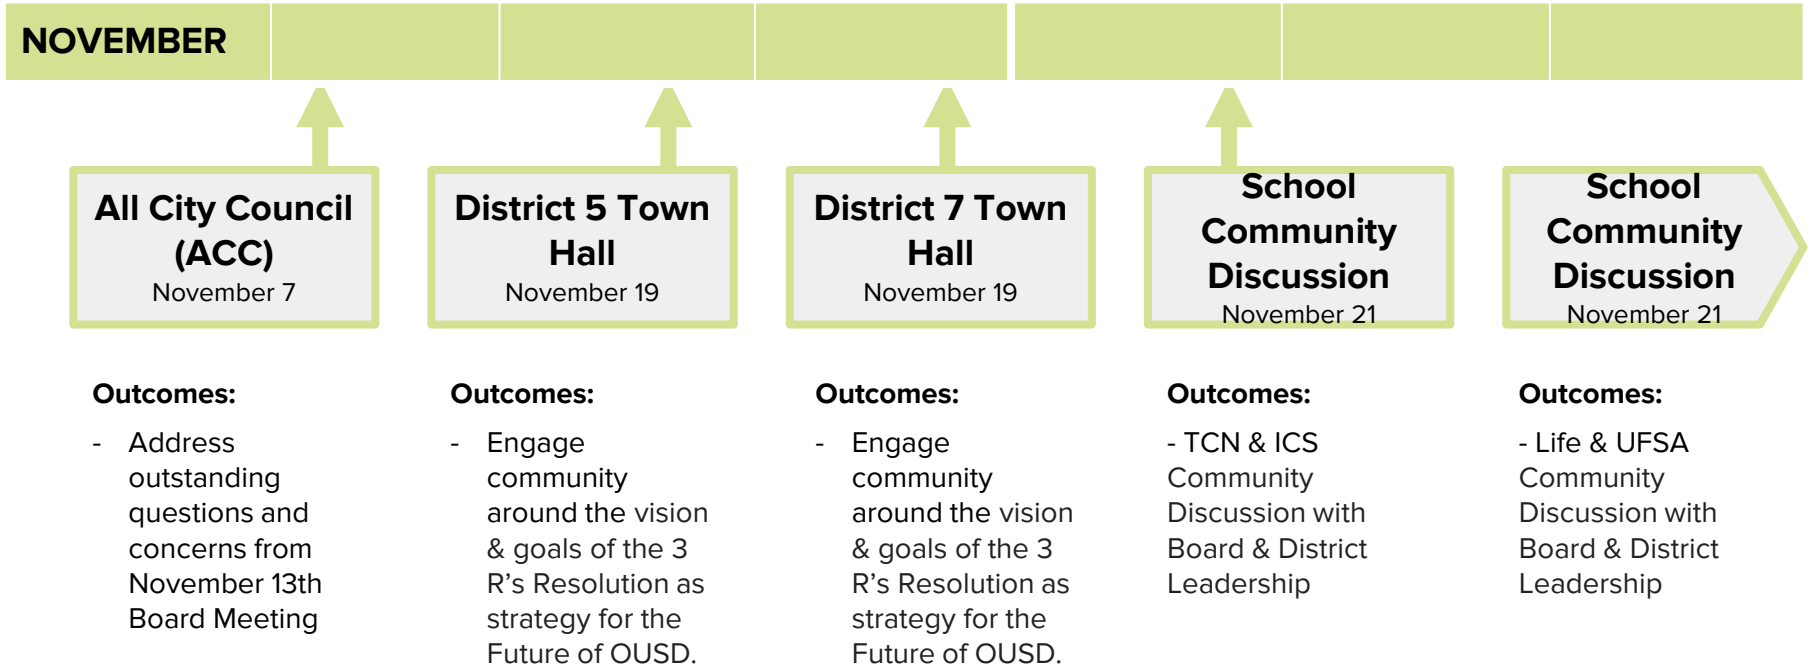 NOVEMBER
All City Council
(ACC)
November 7
District 5 Town
Hall
November 19
District 7 Town
Hall
November 19
School
Community
Discussion
November 21
School
Community
Discussion
November 21
Outcomes:
- Address
outstanding
questions and
concerns from
November 13th
Board Meeting
Outcomes:
- Engage
community
around the vision
& goals of the 3
R’s Resolution as
strategy for the
Future of OUSD.
Outcomes:
- Engage
community
around the vision
& goals of the 3
R’s Resolution as
strategy for the
Future of OUSD.
Outcomes:
- TCN & ICS
Community
Discussion with
Board & District
Leadership
Outcomes:
- Life & UFSA
Community
Discussion with
Board & District
Leadership